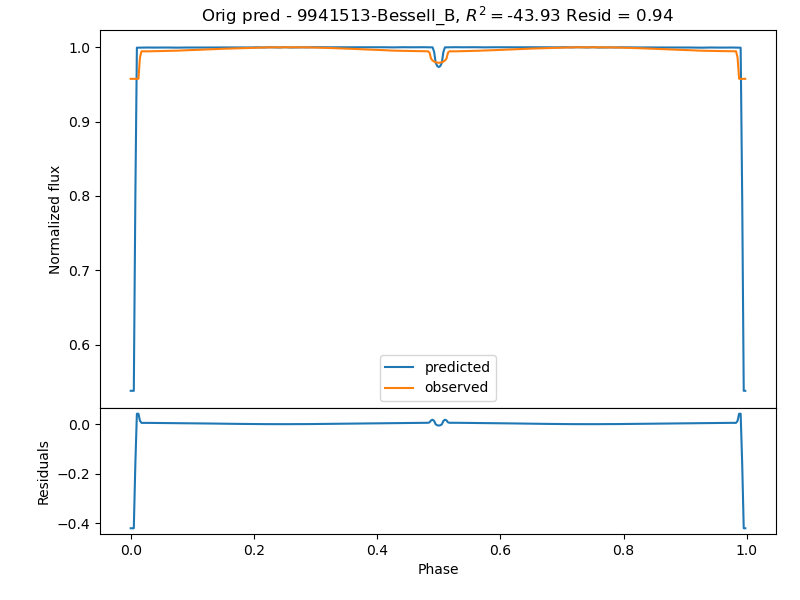 Orig pred - 9941513-Bessell_B, $R^2 = $-43.93 Resid = 0.94
1.0
0.9
0.8
0.7
0.6
Normalized flux
predicted
observed
0.0
−0.2
−0.4
Residuals
0.0 0.2 0.4 0.6 0.8 1.0
Phase